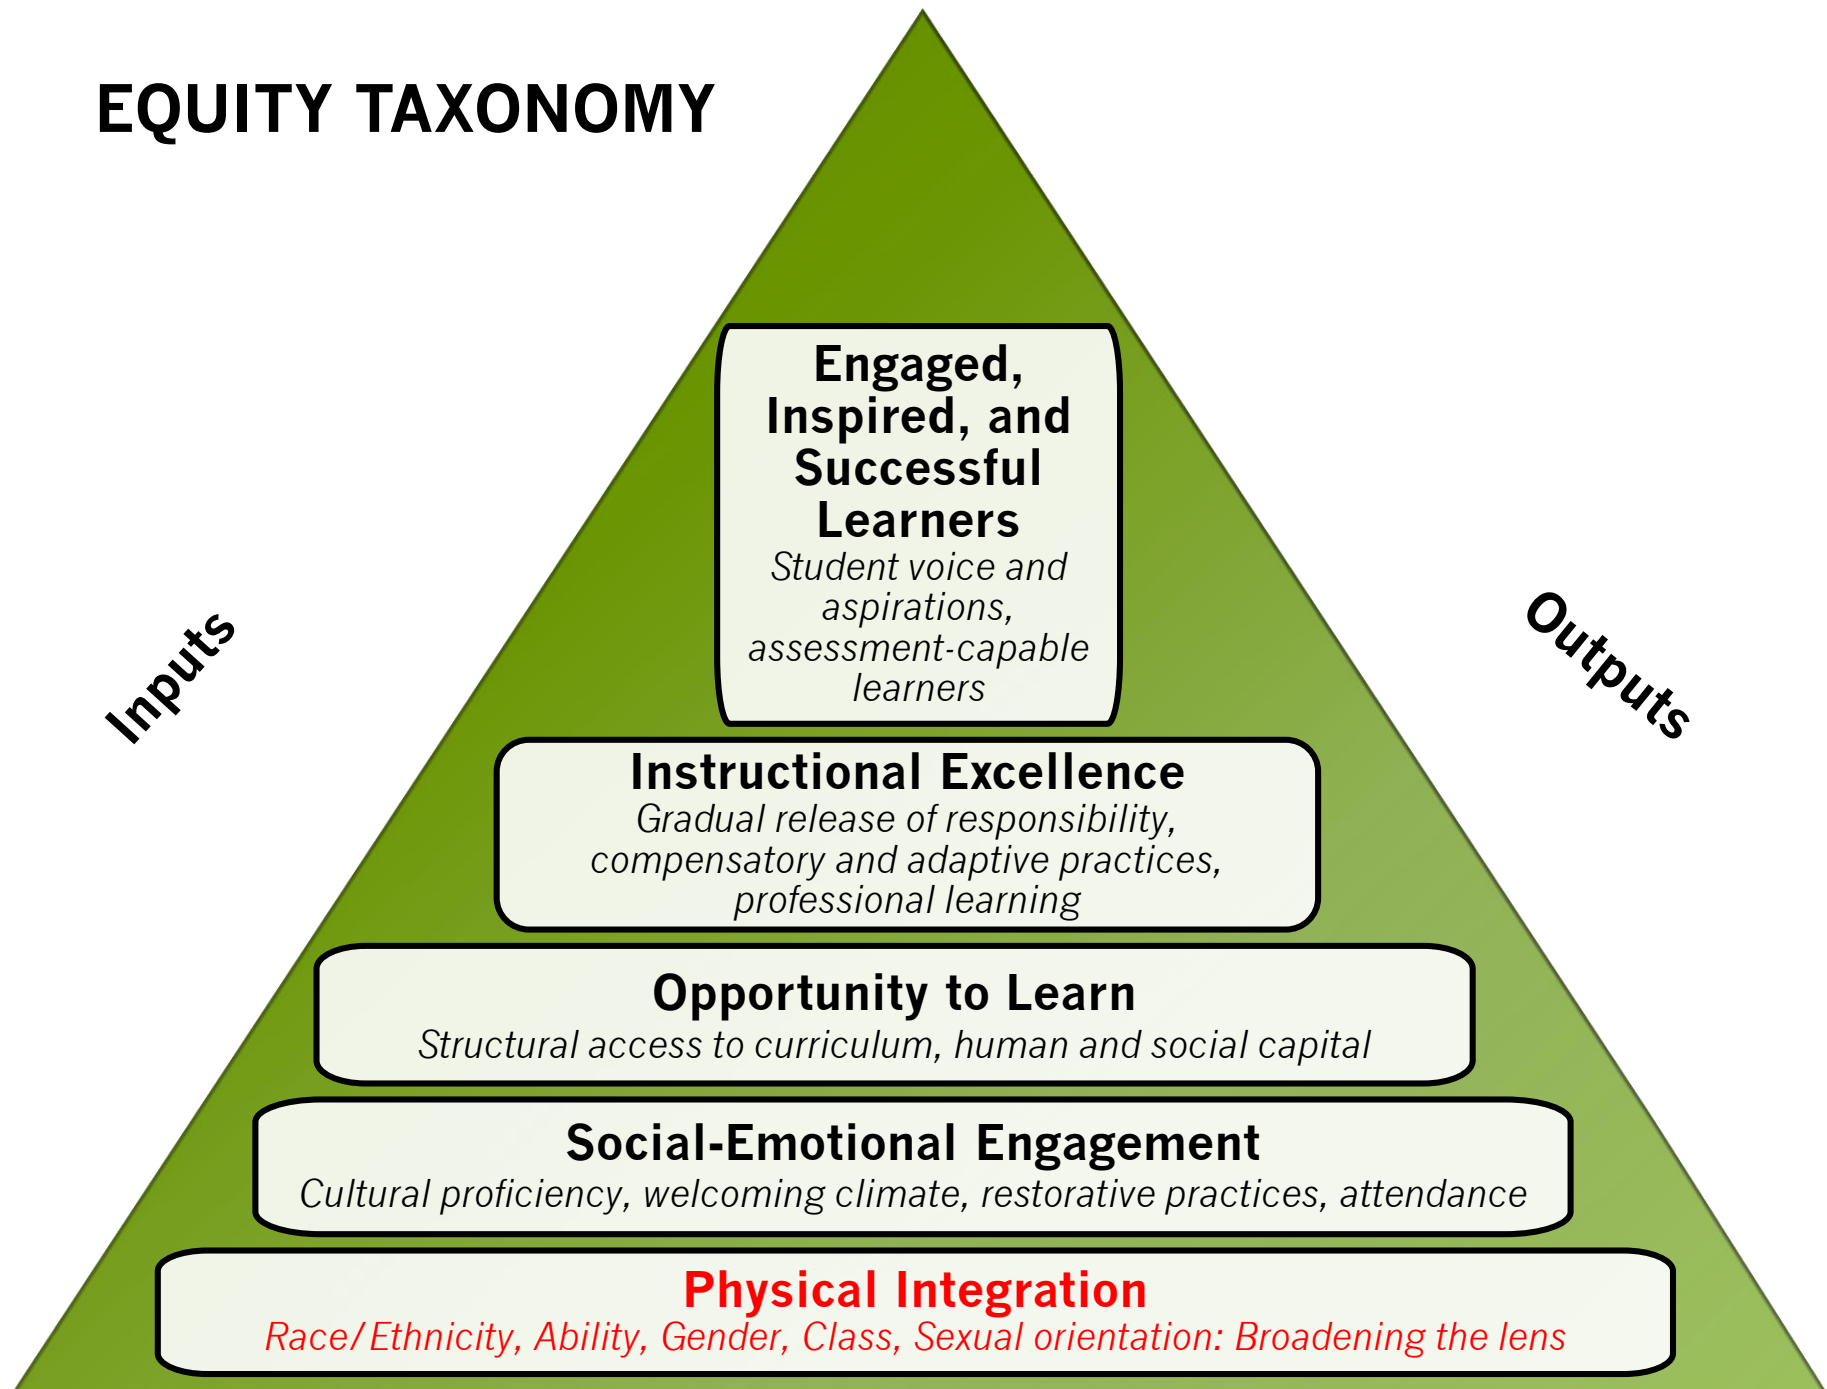 EQUITY TAXONOMY
Engaged,
Inspired, and
Successful
Learners
Student voice and
aspirations,
assessment-capable
learners
Inputs
Outputs
Instructional Excellence
Gradual release of responsibility,
compensatory and adaptive practices,
professional learning
Opportunity to Learn
Structural access to curriculum, human and social capital
Social-Emotional Engagement
Cultural proficiency, welcoming climate, restorative practices, attendance
Physical Integration
Race/Ethnicity, Ability, Gender, Class, Sexual orientation: Broadening the lens